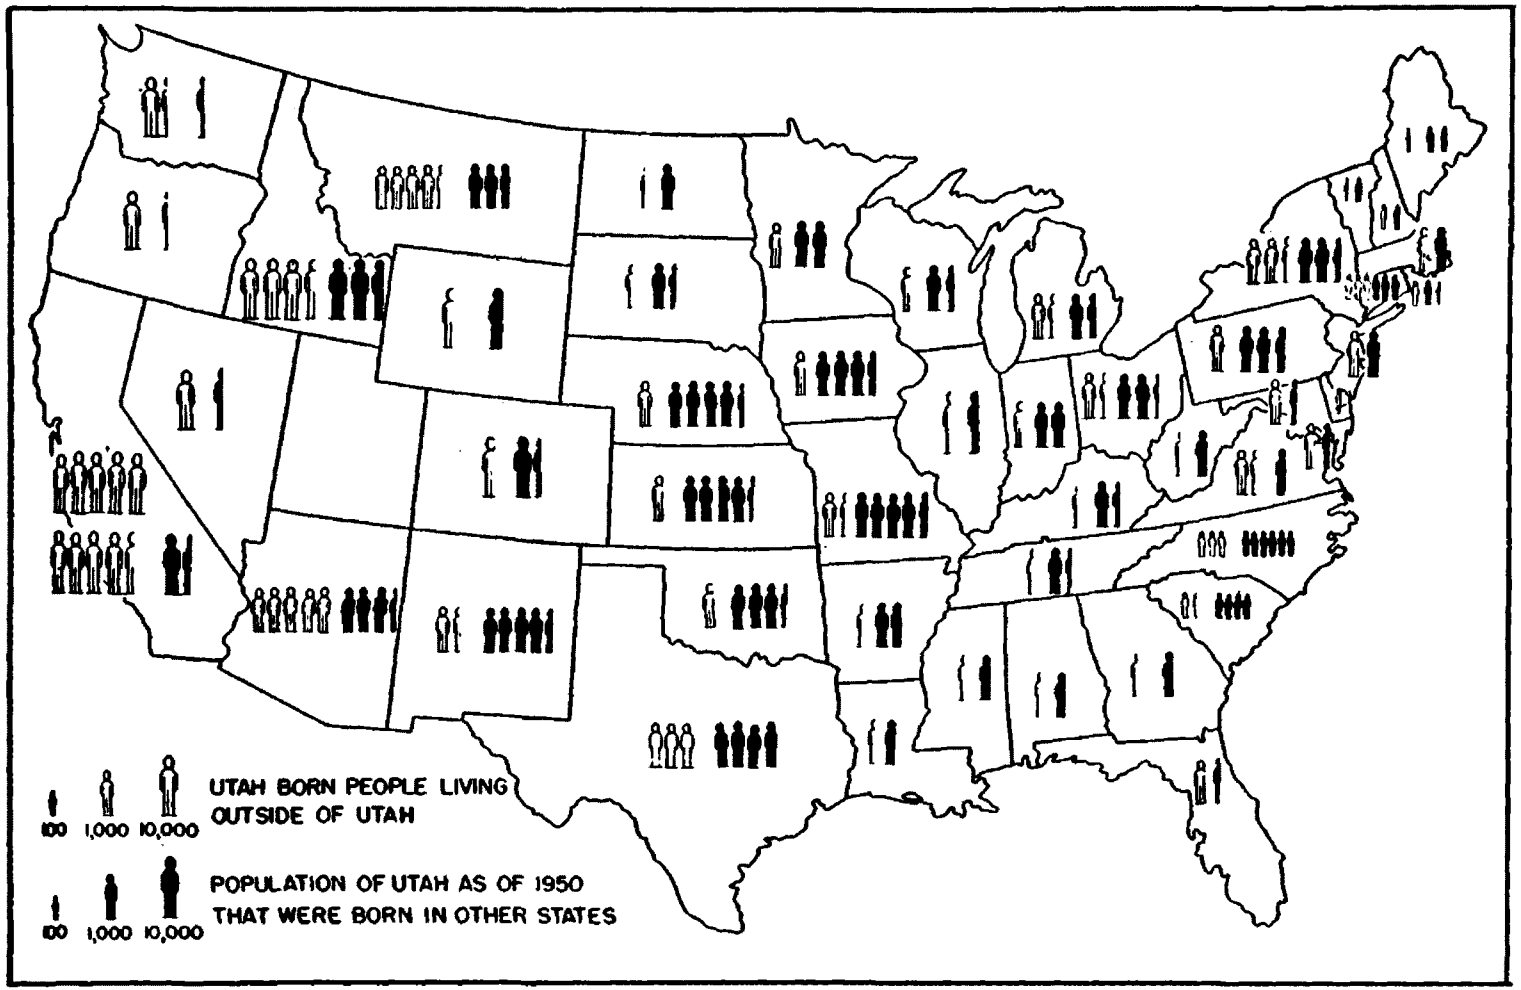 UTAH BORN PEOPLE LIVING
OUTSIDE OF UTAH
100 1,000 10,000
POPULATION OF UTAH AS OF 1950
THAT WERE BORN IN OTHER STATES
100 1,000 10,000